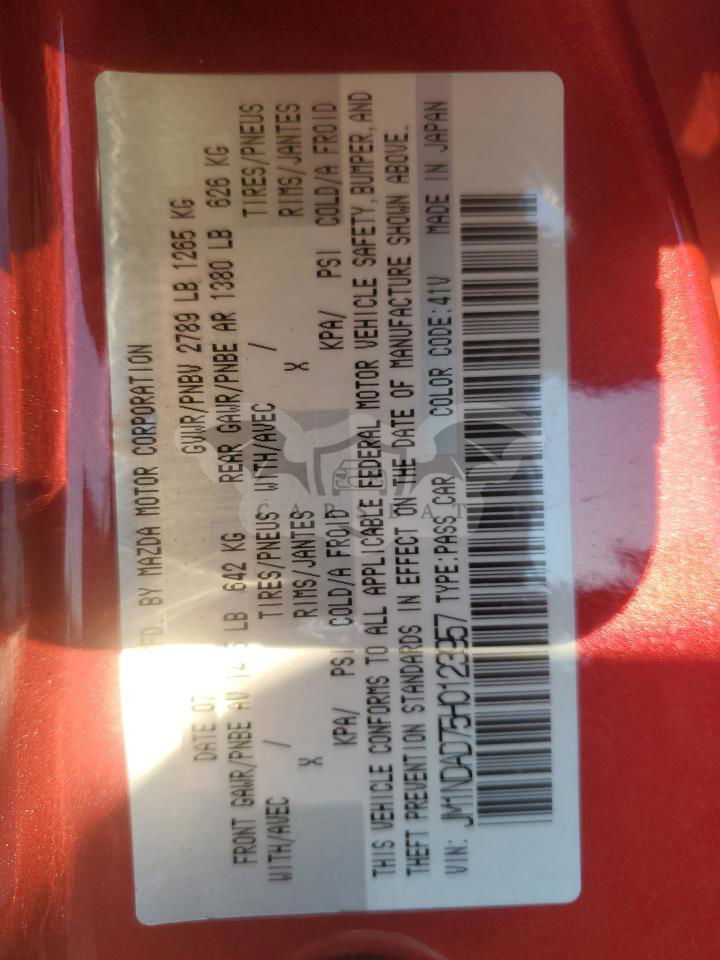 MFD. BY MAZDA MOTOR CORPORATION
DATE 07 GVWR/PNBV 2789 LB 1265 KG
FRONT GAWR/PNBE AV LB 642 KG REAR GAWR/PNBE AR 1380 LB 626 KG
WITH/AVEC / TIRES/PNEUS WITH/AVEC / TIRES/PNEUS
X RIMS/JANTES X RIMS/JANTES
KPA/ PSI COLD/A FROID KPA/ PSI COLD/A FROID
THIS VEHICLE CONFORMS TO ALL APPLICABLE FEDERAL MOTOR VEHICLE SAFETY, BUMPER, AND
THEFT PREVENTION STANDARDS IN EFFECT ON THE DATE OF MANUFACTURE SHOWN ABOVE.
VIN: JM1NDAD75H0123957 TYPE:PASS CAR COLOR CODE:41V MADE IN JAPAN